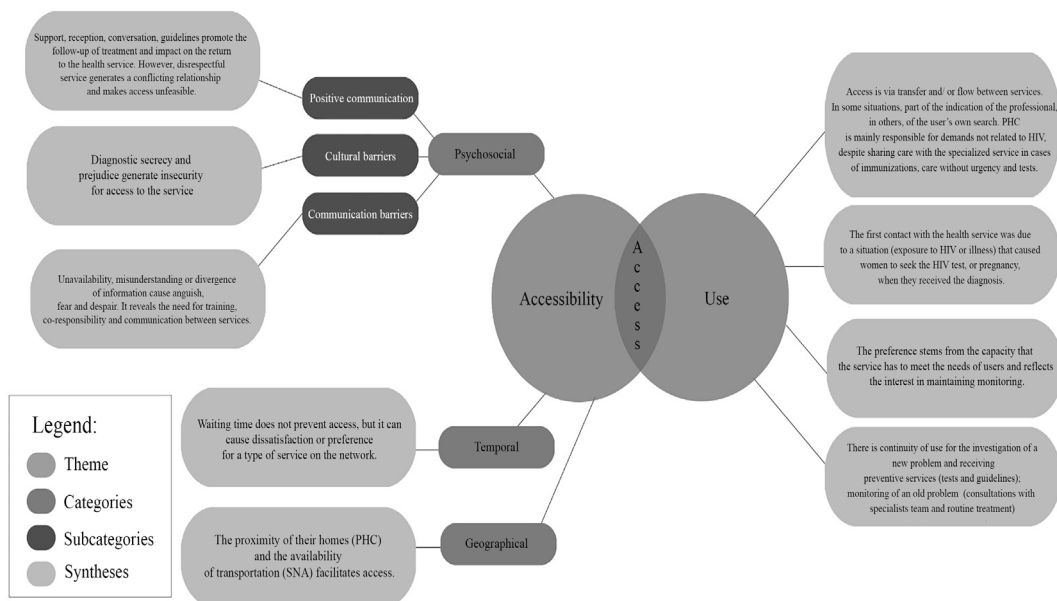 Support, reception, conversation, guidelines promote the
follow-up of treatment and impact on the return
to the health service. However, disrespectful
service generates a conflicting relationship
and makes access unfeasible.
Positive communication
Diagnostic secrecy and
prejudice generate insecurity
for access to the service
Cultural barriers
Psychosocial
Communication barriers
Unavailability, misunderstanding or divergence
of information cause anguish,
fear and despair. It reveals the need for training,
co-responsibility and communication between services.
Accessibility
Access
Use
Access is via transfer and/ or flow between services.
In some situations, part of the indication of the professional,
in others, of the user´s own search. PHC
is mainly responsible for demands not related to HIV,
despite sharing care with the specialized service in cases
of immunizations, care without urgency and tests.
The first contact with the health service was due
to a situation (exposure to HIV or illness) that caused
women to seek the HIV test, or pregnancy,
when they received the diagnosis.
The preference stems from the capacity that
the service has to meet the needs of users and reflects
the interest in maintaining monitoring.
There is continuity of use for the investigation of a
new problem and receiving
preventive services (tests and guidelines);
monitoring of an old problem (consultations with
specialists team and routine treatment)
Waiting time does not prevent access, but it can
cause dissatisfaction or preference
for a type of service on the network.
Temporal
The proximity of their homes (PHC)
and the availability
of transportation (SNA) facilitates access.
Geographical
Legend:
Theme
Categories
Subcategories
Syntheses